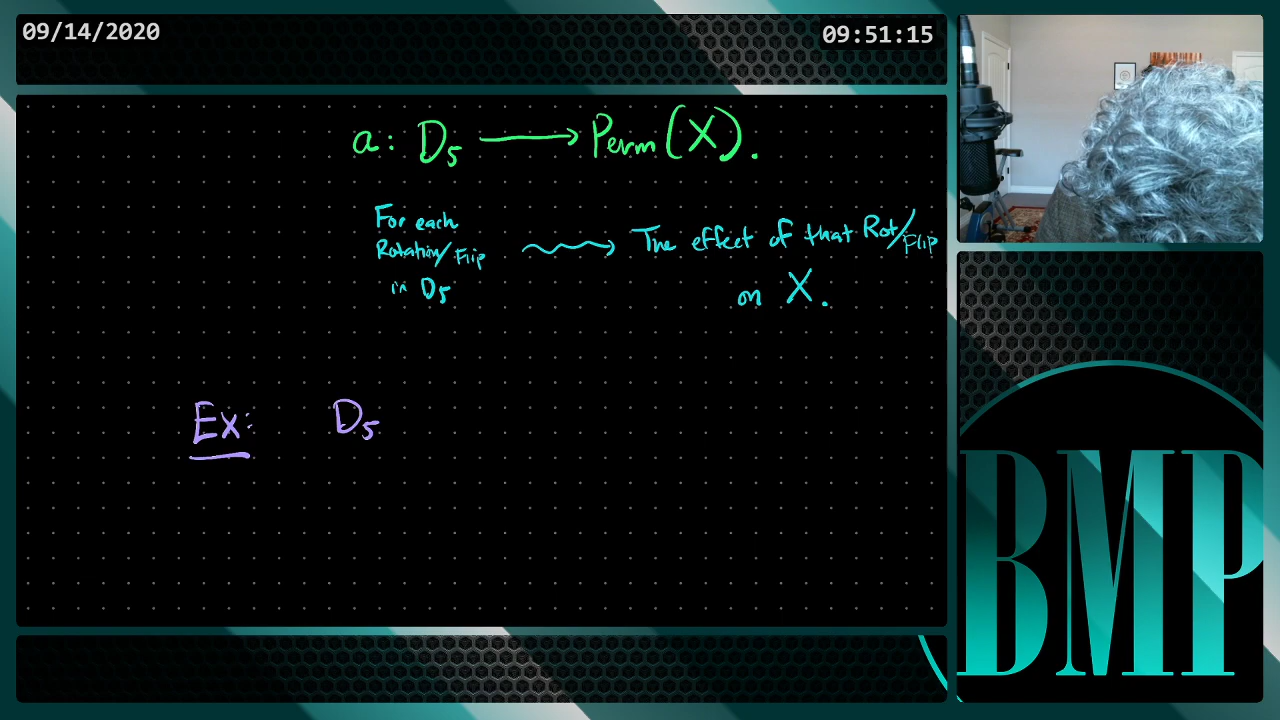 09/14/2020
09:51:15
a: D₅ ⟶ Perm(X).
For each
Rotation/Flip
in D₅
The effect of that Rot/Flip
on X.
Ex: D₅
BMP